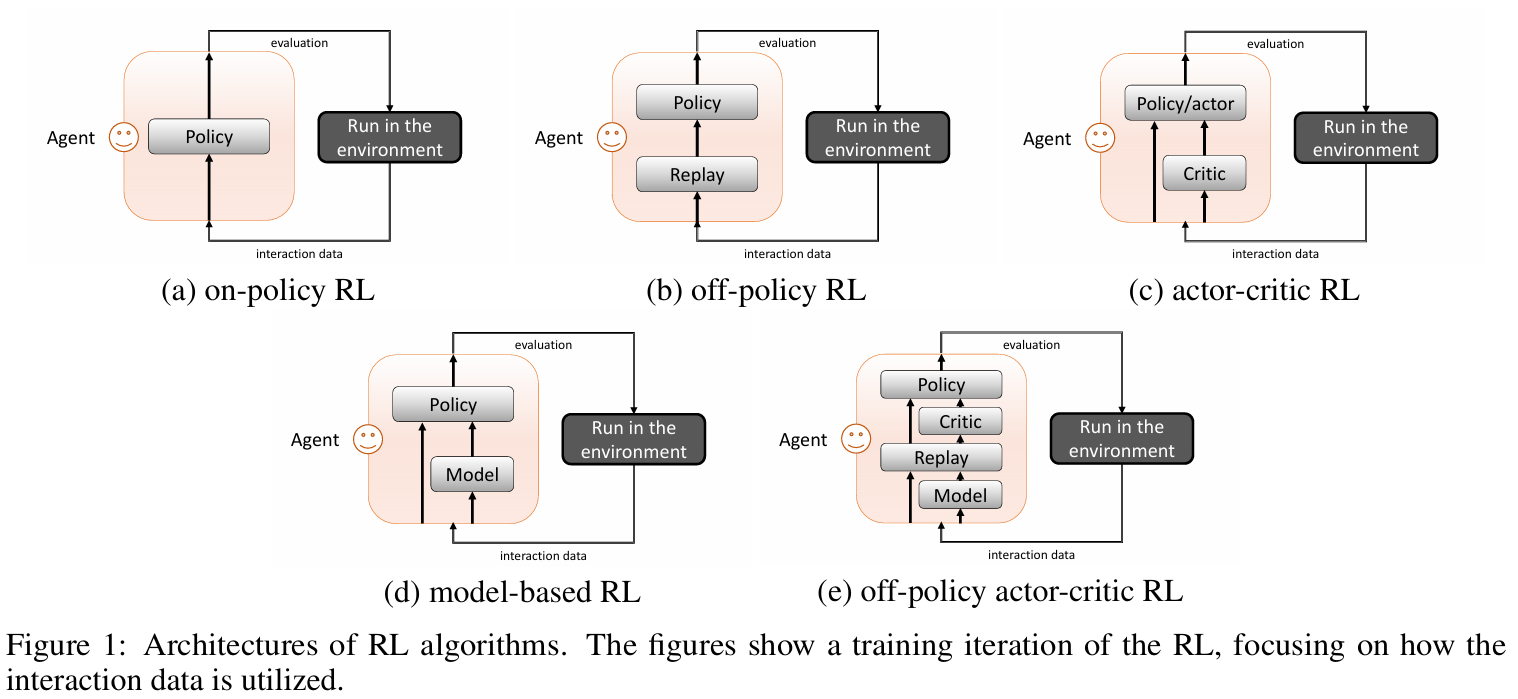 evaluation
Agent
Policy
Run in the
environment
interaction data
(a) on-policy RL
evaluation
Agent
Policy
Replay
Run in the
environment
interaction data
(b) off-policy RL
evaluation
Agent
Policy/actor
Critic
Run in the
environment
interaction data
(c) actor-critic RL
evaluation
Agent
Policy
Model
Run in the
environment
interaction data
(d) model-based RL
evaluation
Agent
Policy
Critic
Replay
Model
Run in the
environment
interaction data
(e) off-policy actor-critic RL
Figure 1: Architectures of RL algorithms. The figures show a training iteration of the RL, focusing on how the
interaction data is utilized.